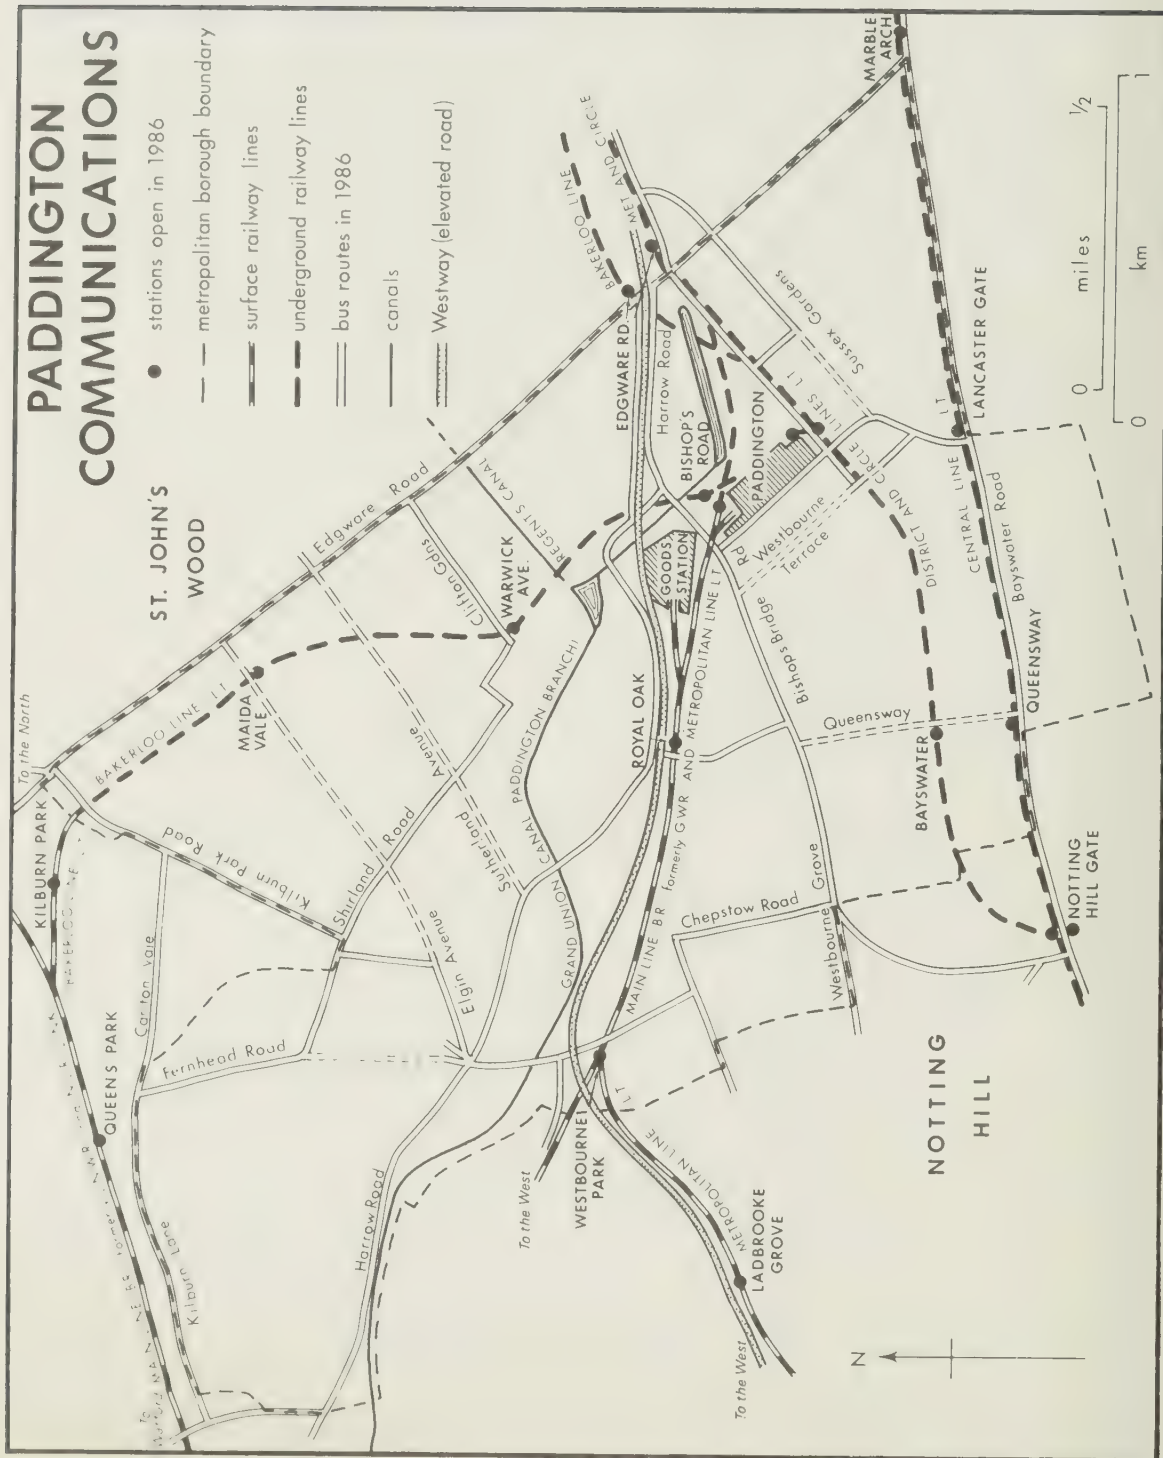 PADDINGTON
COMMUNICATIONS
stations open in 1986
metropolitan borough boundary
surface railway lines
underground railway lines
bus routes in 1986
canals
Westway (elevated road)
ST. JOHN'S
WOOD
To the North
KILBURN PARK
BAKERLOO LINE LT
QUEENS PARK
Carlton Vale
Kilburn Park Road
BAKERLOO LINE LT
MAIDA
VALE
Edgware Road
Clifton Gdns
WARWICK
AVE.
REGENT'S CANAL
Shirland Road
Sutherland Avenue
Elgin Avenue
Fernhead Road
Kilburn Lane
Harrow Road
GRAND UNION CANAL PADDINGTON BRANCH
BAKERLOO LINE
MET AND CIRCLE
EDGWARE RD.
Harrow Road
BISHOP'S
ROAD
PADDINGTON
GOODS
STATION
ROYAL OAK
MAIN LINE BR formerly GWR AND METROPOLITAN LINE LT
To the West
WESTBOURNE
PARK
METROPOLITAN LINE LT
LADBROOKE
GROVE
To the West
Chepstow Road
Westbourne Grove
Bishops Bridge Rd
Westbourne
Terrace
Queensway
Sussex Gardens
DISTRICT AND CIRCLE LINES LT
BAYSWATER
CENTRAL LINE LT
Bayswater Road
QUEENSWAY
LANCASTER GATE
MARBLE
ARCH
NOTTING
HILL GATE
NOTTING
HILL
N
0 miles 1/2
0 km 1